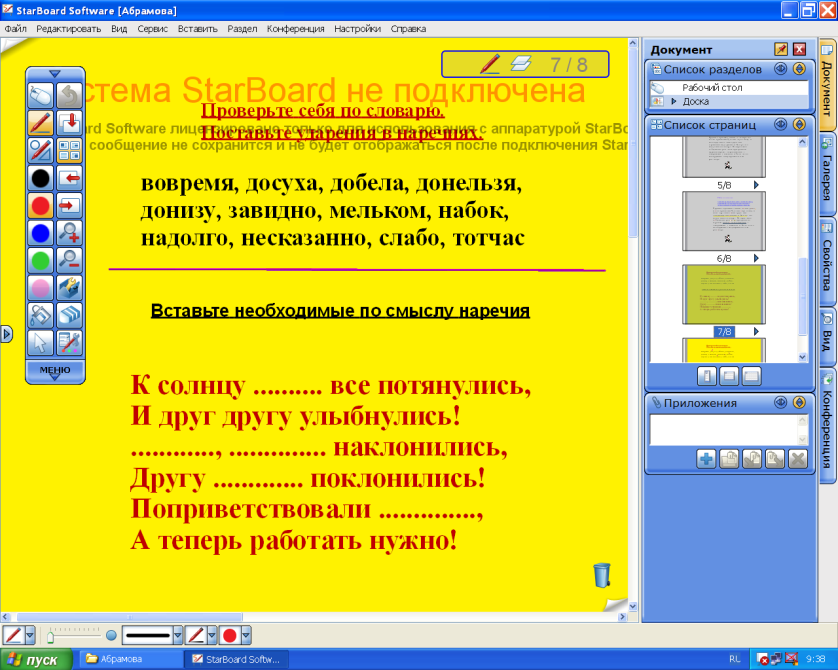 StarBoard Software [Абрамова]
Файл Редактировать Вид Сервис Вставить Раздел Конференция Настройки Справка
7 / 8
стема StarBoard не подключена
Проверьте себя по словарю.
rd Software лицензировано только для использования с аппаратурой StarBo
Поставьте ударения в наречиях.
сообщение не сохранится и не будет отображаться после подключения Star
вовремя, досуха, добела, донельзя,
донизу, завидно, мельком, набок,
надолго, несказанно, слабо, тотчас
Вставьте необходимые по смыслу наречия
К солнцу .......... все потянулись,
И друг другу улыбнулись!
............, .............. наклонились,
Другу ............. поклонились!
Поприветствовали ..............,
А теперь работать нужно!
МЕНЮ
Документ
Список разделов
Рабочий стол
Доска
Список страниц
5/8
6/8
7/8
Приложения
Документ
Галерея
Свойства
Вид
Конференция
пуск
Абрамова
StarBoard Softw...
RL
9:38